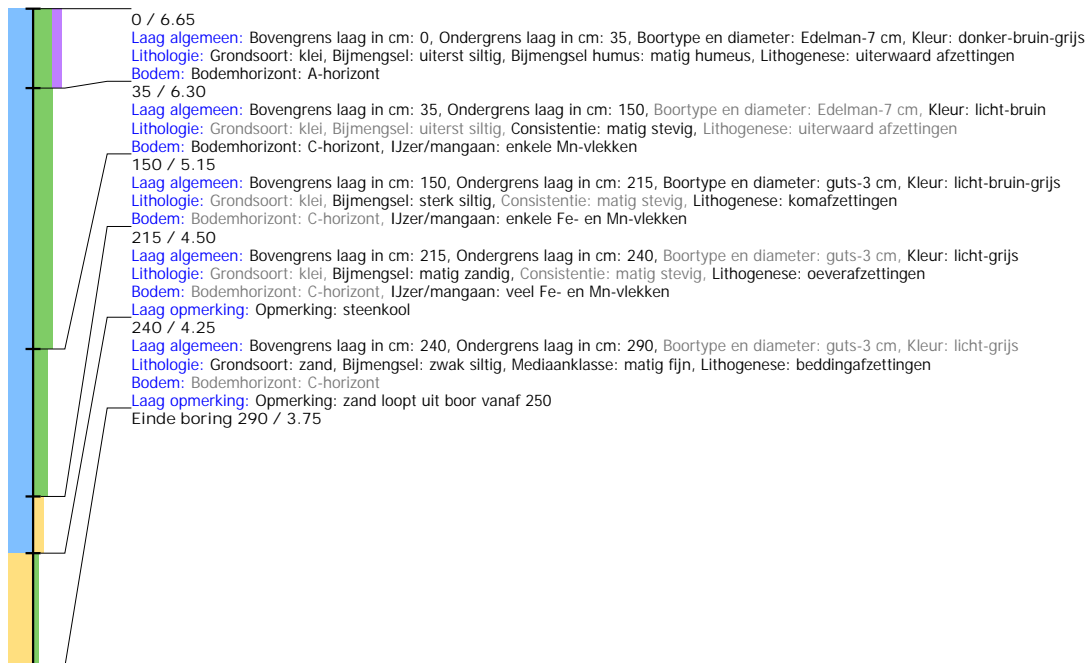 0 / 6.65
Laag algemeen: Bovengrens laag in cm: 0, Ondergrens laag in cm: 35, Boortype en diameter: Edelman-7 cm, Kleur: donker-bruin-grijs
Lithologie: Grondsoort: klei, Bijmengsel: uiterst siltig, Bijmengsel humus: matig humeus, Lithogenese: uiterwaard afzettingen
Bodem: Bodemhorizont: A-horizont
35 / 6.30
Laag algemeen: Bovengrens laag in cm: 35, Ondergrens laag in cm: 150, Boortype en diameter: Edelman-7 cm, Kleur: licht-bruin
Lithologie: Grondsoort: klei, Bijmengsel: uiterst siltig, Consistentie: matig stevig, Lithogenese: uiterwaard afzettingen
Bodem: Bodemhorizont: C-horizont, IJzer/mangaan: enkele Mn-vlekken
150 / 5.15
Laag algemeen: Bovengrens laag in cm: 150, Ondergrens laag in cm: 215, Boortype en diameter: guts-3 cm, Kleur: licht-bruin-grijs
Lithologie: Grondsoort: klei, Bijmengsel: sterk siltig, Consistentie: matig stevig, Lithogenese: komafzettingen
Bodem: Bodemhorizont: C-horizont, IJzer/mangaan: enkele Fe- en Mn-vlekken
215 / 4.50
Laag algemeen: Bovengrens laag in cm: 215, Ondergrens laag in cm: 240, Boortype en diameter: guts-3 cm, Kleur: licht-grijs
Lithologie: Grondsoort: klei, Bijmengsel: matig zandig, Consistentie: matig stevig, Lithogenese: oeverafzettingen
Bodem: Bodemhorizont: C-horizont, IJzer/mangaan: veel Fe- en Mn-vlekken
Laag opmerking: Opmerking: steenkool
240 / 4.25
Laag algemeen: Bovengrens laag in cm: 240, Ondergrens laag in cm: 290, Boortype en diameter: guts-3 cm, Kleur: licht-grijs
Lithologie: Grondsoort: zand, Bijmengsel: zwak siltig, Mediaanklasse: matig fijn, Lithogenese: beddingafzettingen
Bodem: Bodemhorizont: C-horizont
Laag opmerking: Opmerking: zand loopt uit boor vanaf 250
Einde boring 290 / 3.75